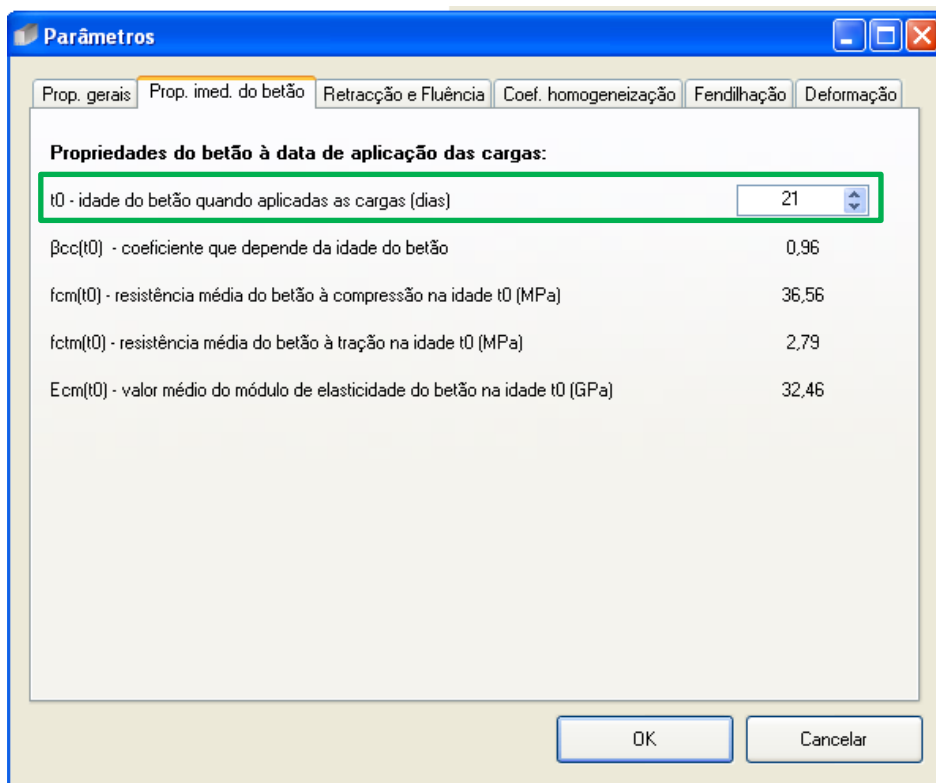 Parâmetros
Prop. gerais Prop. imed. do betão Retracção e Fluência Coef. homogeneização Fendilhação Deformação
Propriedades do betão à data de aplicação das cargas:
t0 - idade do betão quando aplicadas as cargas (dias) 21
βcc(t0) - coeficiente que depende da idade do betão 0,96
fcm(t0) - resistência média do betão à compressão na idade t0 (MPa) 36,56
fctm(t0) - resistência média do betão à tração na idade t0 (MPa) 2,79
Ecm(t0) - valor médio do módulo de elasticidade do betão na idade t0 (GPa) 32,46
OK Cancelar